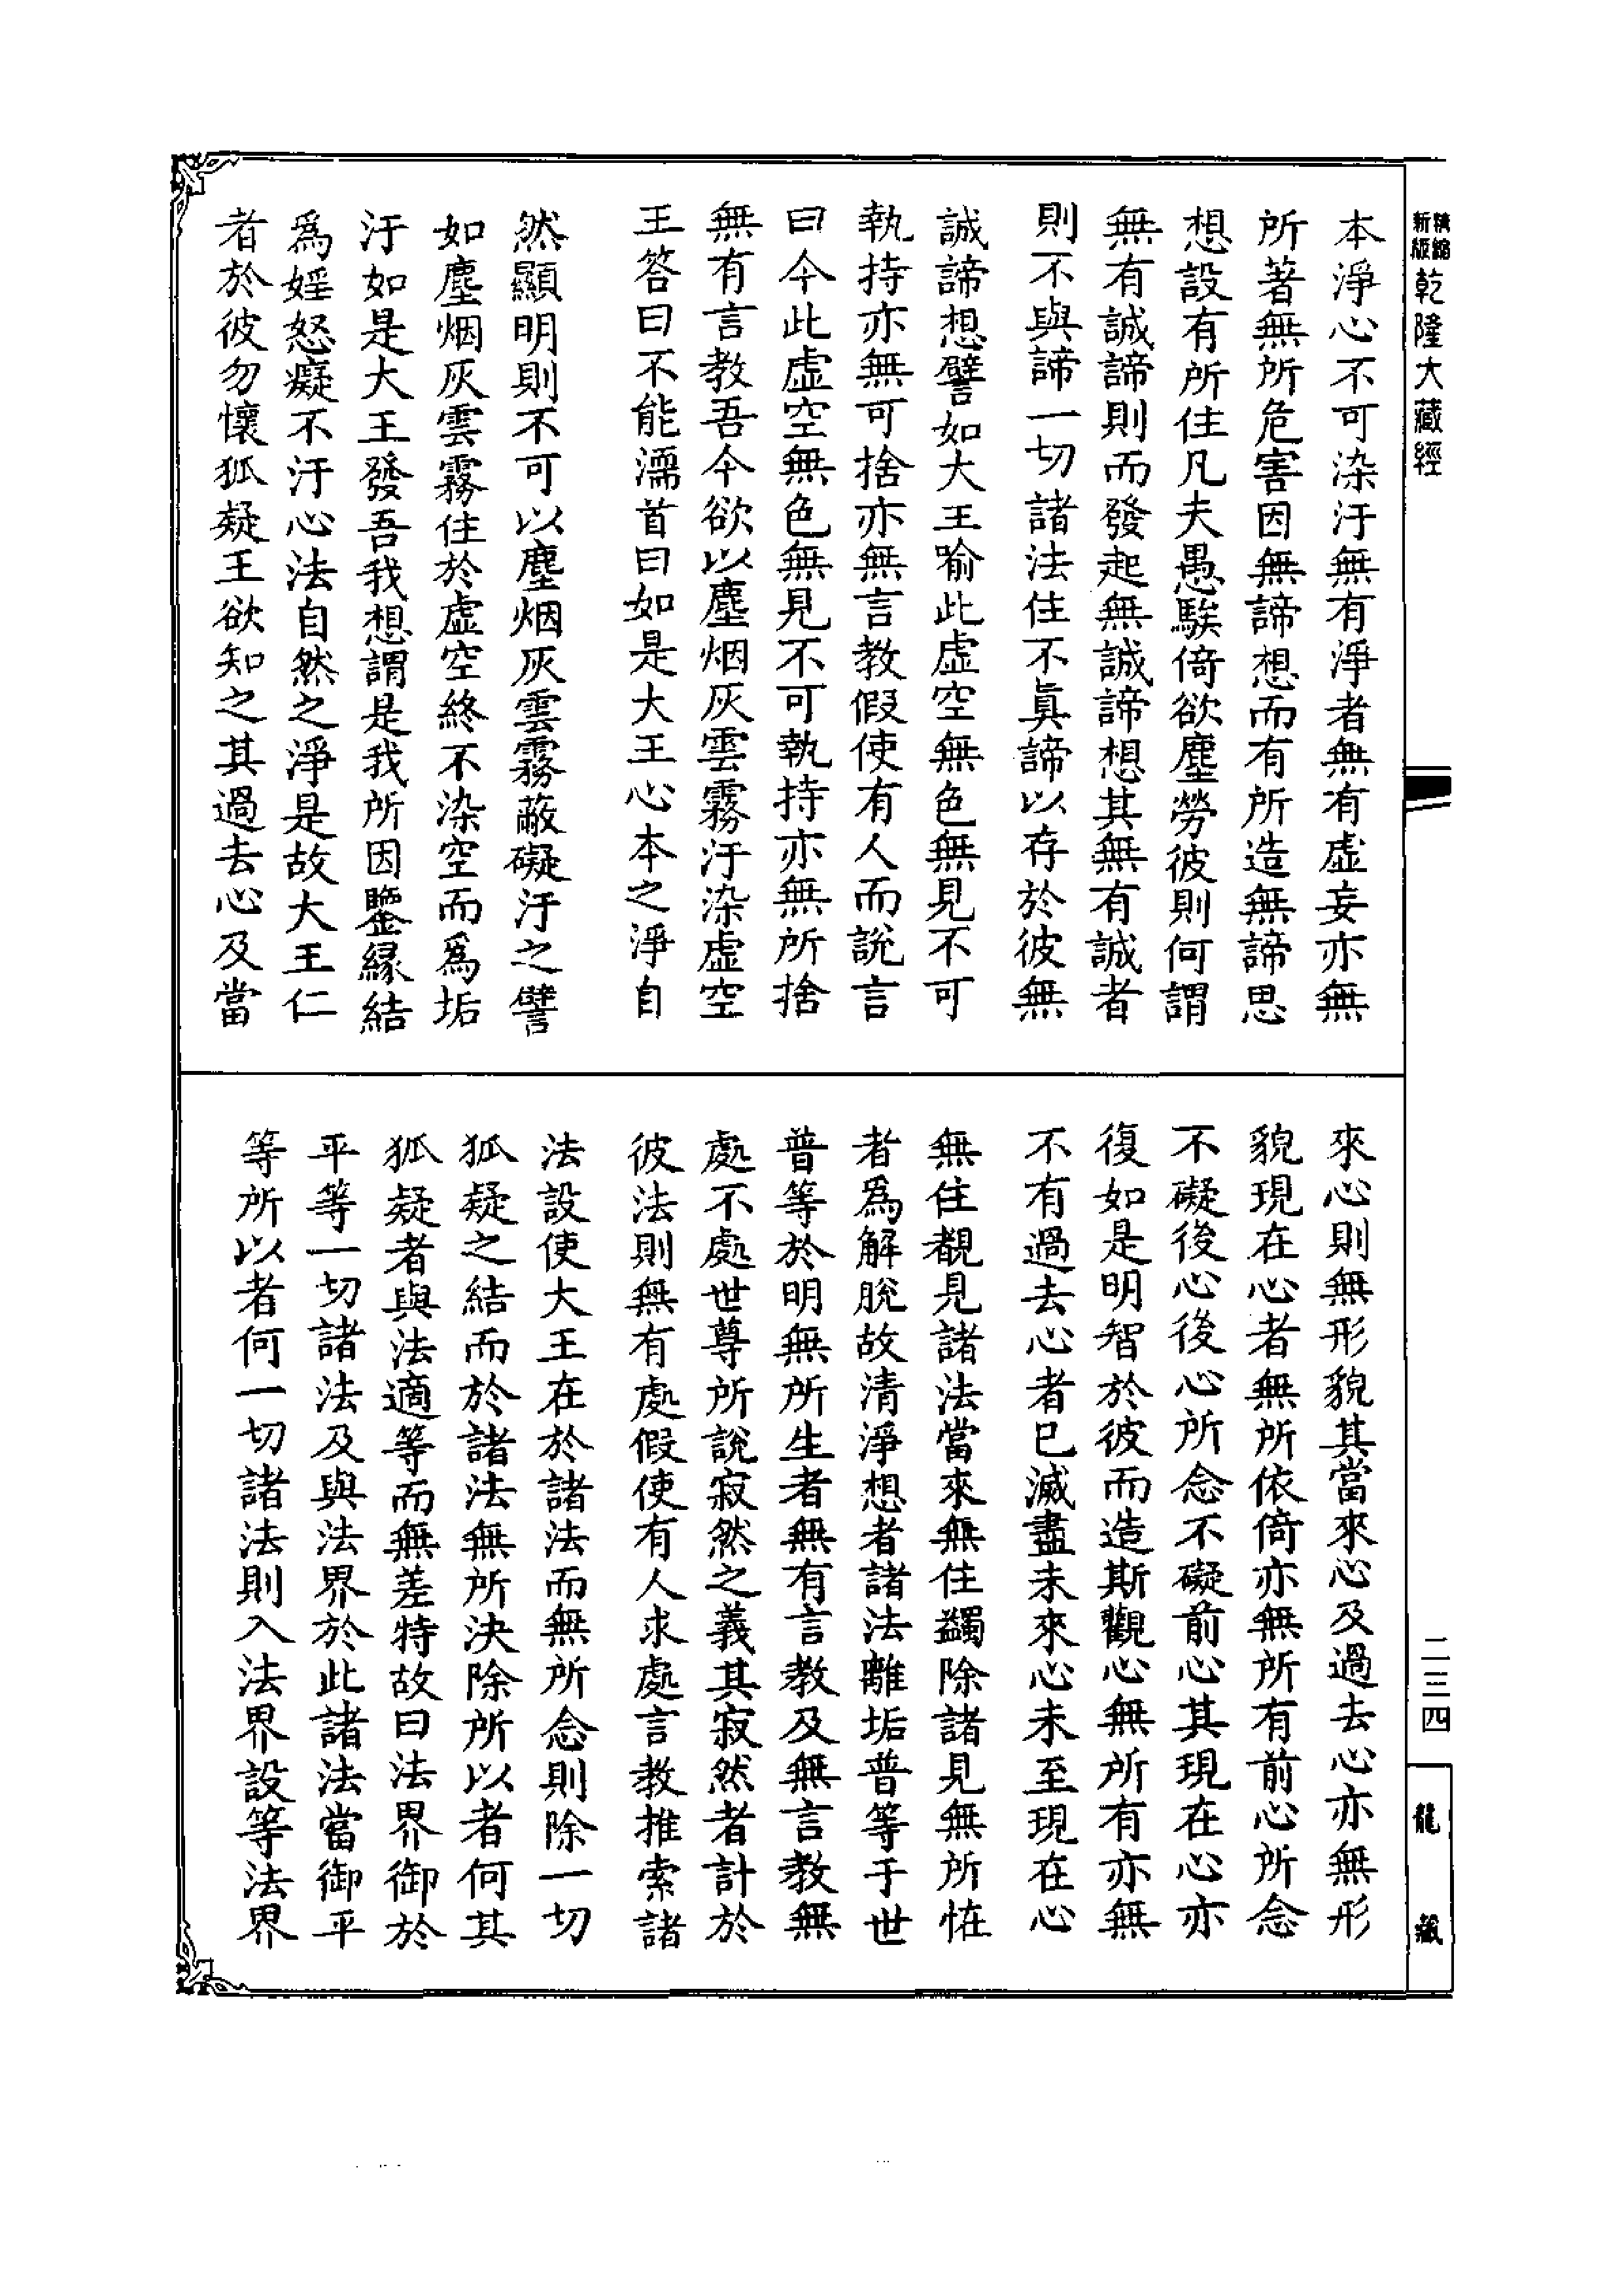 精縮新版乾隆大藏經
本淨心不可染汙無有淨者無有虛妄亦無
所著無所危害因無諦想而有所造無諦思
想設有所住凡夫愚騃倚欲塵勞彼則何謂
無有誠諦則而發起無誠諦想其無有誠者
則不與諦一切諸法住不眞諦以存於彼無
誠諦想譬如大王喻此虛空無色無見不可
執持亦無可捨亦無言教假使有人而說言
曰今此虛空無色無見不可執持亦無所捨
無有言教吾今欲以塵烟灰雲霧汙染虛空
王答曰不能濡首曰如是大王心本之淨自
然顯明則不可以塵烟灰雲霧蔽礙汙之譬
如塵烟灰雲霧住於虛空終不染空而爲垢
汙如是大王發吾我想謂是我所因鑒緣結
爲婬怒癡不汙心法自然之淨是故大王仁
者於彼勿懷狐疑王欲知之其過去心及當
來心則無形貌其當來心及過去心亦無形
貌現在心者無所依倚亦無所有前心所念
不礙後心後心所念不礙前心其現在心亦
復如是明智於彼而造斯觀心無所有亦無
不有過去心者已滅盡未來心未至現在心
無住覩見諸法當來無住蠲除諸見無所恠
者爲解脫故清淨想者諸法離垢普等于世
普等於明無所生者無有言教及無言教無
處不處世尊所說寂然之義其寂然者計於
彼法則無有處假使有人求處言教推索諸
法設使大王在於諸法而無所念則除一切
狐疑之結而於諸法無所決除所以者何其
狐疑者與法適等而無差特故曰法界御於
平等一切諸法及與法界於此諸法當御平
等所以者何一切諸法則入法界設等法界
二三四
龍藏